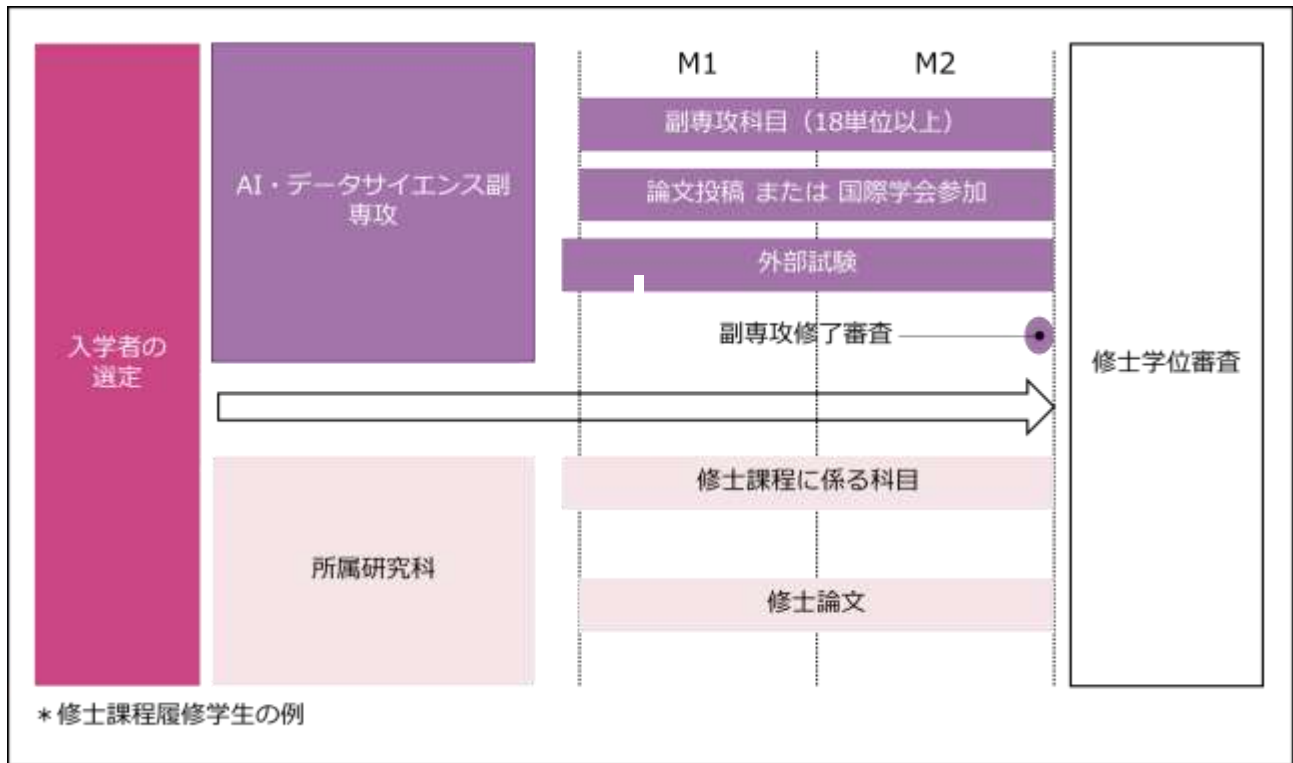 入学者の
選定
AI・データサイエンス副
専攻
M1
M2
副専攻科目（18単位以上）
論文投稿 または 国際学会参加
外部試験
副専攻修了審査
所属研究科
修士課程に係る科目
修士論文
修士学位審査
＊修士課程履修学生の例